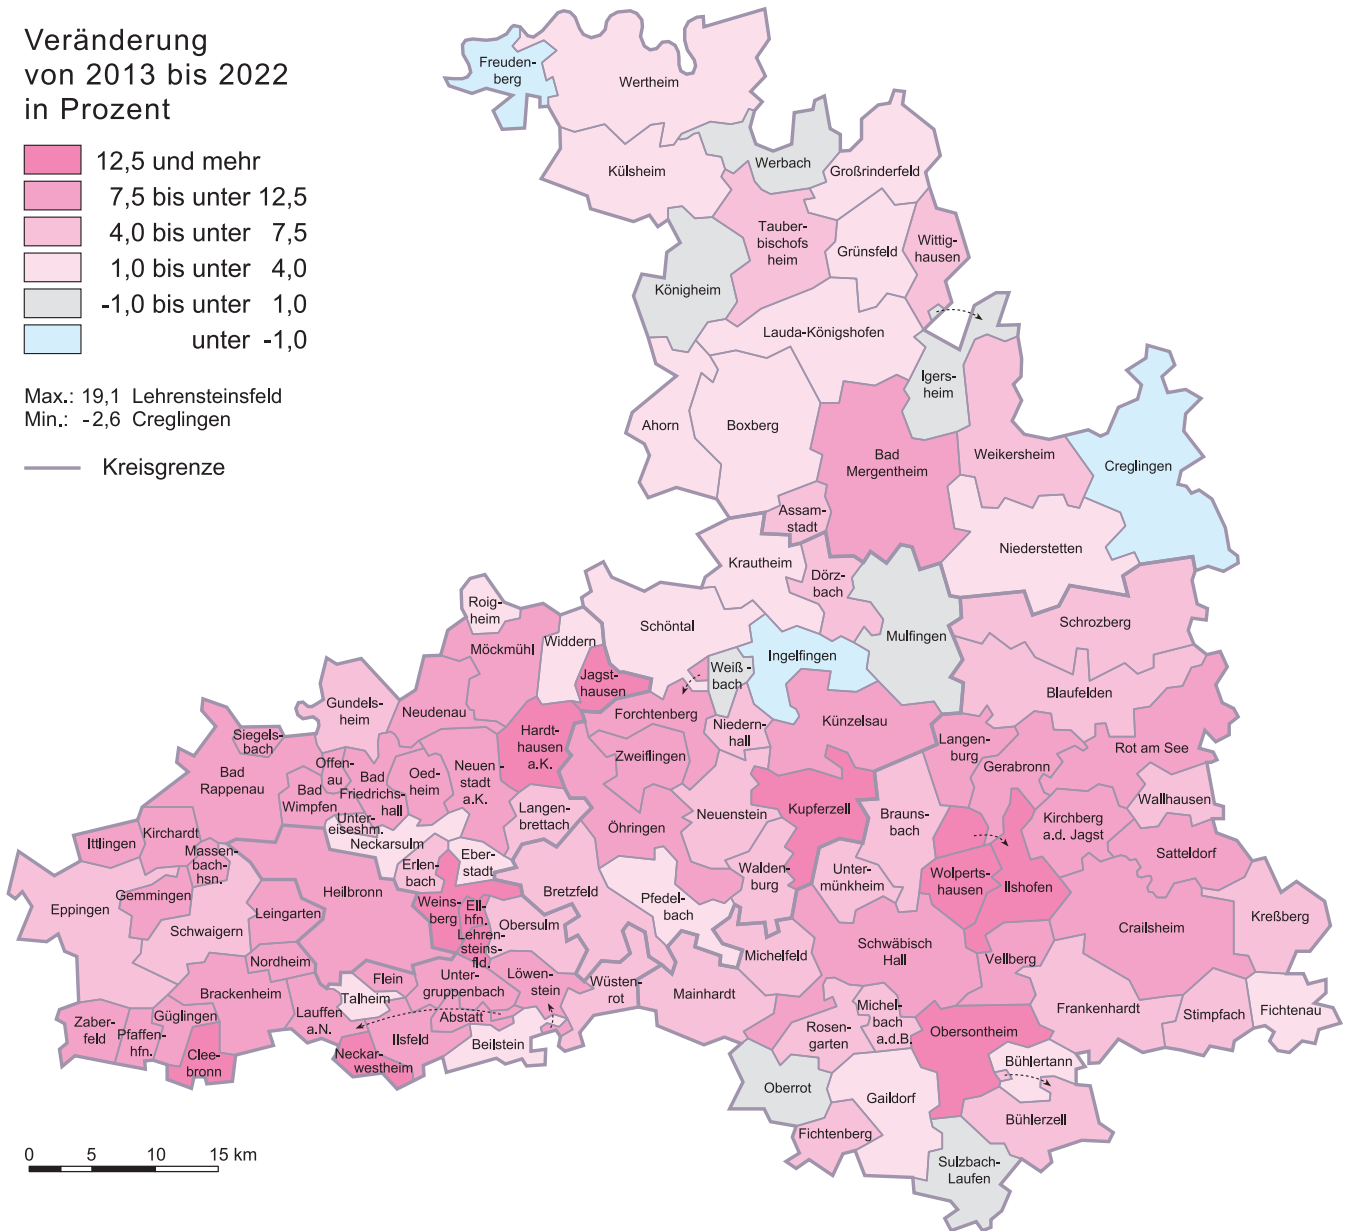 Veränderung
von 2013 bis 2022
in Prozent
12,5 und mehr
7,5 bis unter 12,5
4,0 bis unter 7,5
1,0 bis unter 4,0
-1,0 bis unter 1,0
unter -1,0
Max.: 19,1 Lehrensteinsfeld
Min.: -2,6 Creglingen
Kreisgrenze
Freuden-
berg
Wertheim
Werbach
Külsheim
Großrinderfeld
Tauber-
bischofs
heim
Grünsfeld
Wittig-
hausen
Königheim
Lauda-Königshofen
Igers-
heim
Ahorn
Boxberg
Bad
Mergentheim
Weikersheim
Creglingen
Assam-
stadt
Niederstetten
Krautheim
Dörz-
bach
Roig-
heim
Schöntal
Mulfingen
Schrozberg
Möckmühl
Widdern
Weiß-
bach
Ingelfingen
Jagst-
hausen
Blaufelden
Gundels-
heim
Neudenau
Forchtenberg
Niedern-
hall
Künzelsau
Siegels-
bach
Hardt-
hausen
a.K.
Langen-
burg
Rot am See
Zweiflingen
Gerabronn
Bad
Rappenau
Offen-
au
Bad
Friedrichs-
hall
Oed-
heim
Neuen-
stadt
a.K.
Bad
Wimpfen
Langen-
brettach
Neuenstein
Kupferzell
Brauns-
bach
Wallhausen
Kirchberg
a.d. Jagst
Öhringen
Unter-
eiseshm.
Neckarsulm
Kirchardt
Ittlingen
Massen-
bach-
hsn.
Erlen-
bach
Eber-
stadt
Satteldorf
Walden-
burg
Unter-
münkheim
Wolperts-
hausen
Ilshofen
Gemmingen
Eppingen
Heilbronn
Bretzfeld
Pfedel-
bach
Weins-
berg
Ell-
hfn.
Leingarten
Obersulm
Kreßberg
Schwaigern
Lehren-
steins-
fld.
Schwäbisch
Hall
Crailsheim
Michelfeld
Vellberg
Nordheim
Flein
Unter-
gruppenbach
Löwen-
stein
Wüsten-
rot
Mainhardt
Brackenheim
Talheim
Frankenhardt
Stimpfach
Fichtenau
Lauffen
a.N.
Abstatt
Güglingen
Zaber-
feld
Pfaffen-
hfn.
Rosen-
garten
Michel-
bach
a.d.B.
Obersontheim
Ilsfeld
Beilstein
Clee-
bronn
Neckar-
westheim
Bühlertann
Oberrot
Gaildorf
Bühlerzell
Fichtenberg
Sulzbach-
Laufen
0 5 10 15 km